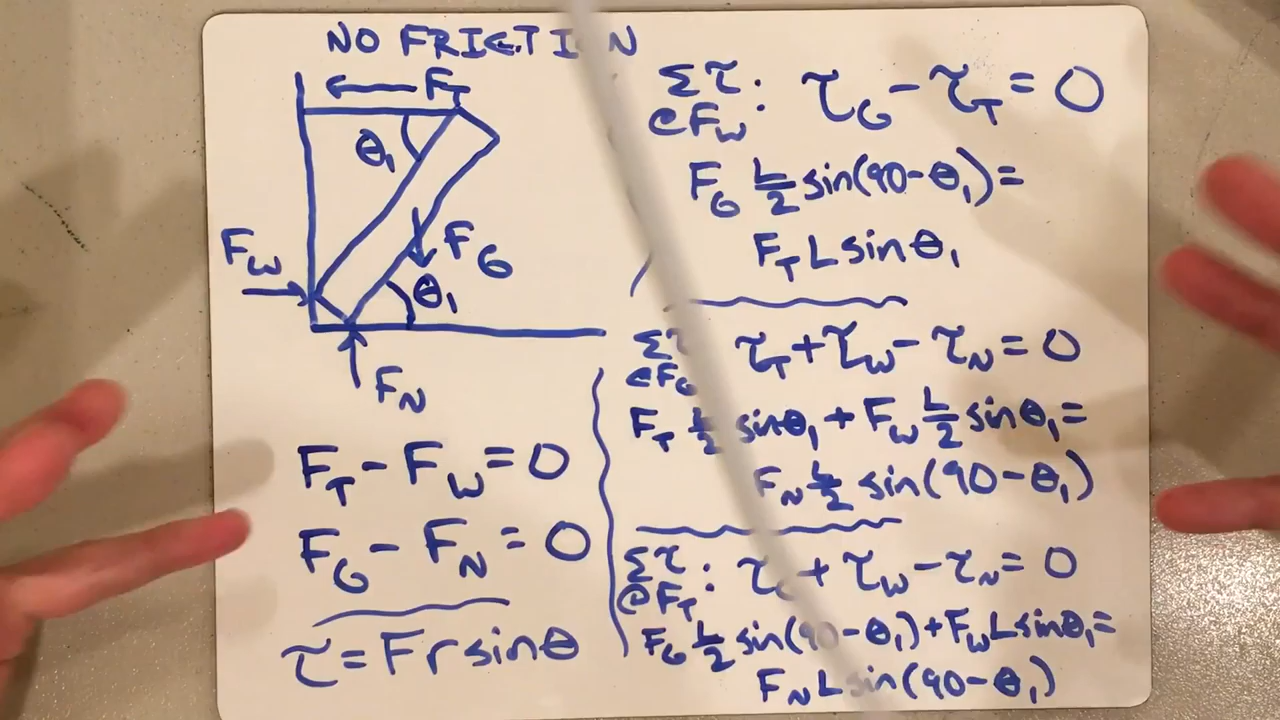 NO FRICTION
F_T
θ₁
F_W
F_G
θ₁
F_N
F_T - F_W = 0
F_G - F_N = 0
τ = Fr sinθ
Στ @F_W: τ_G - τ_T = 0
F_G L/2 sin(90-θ₁) =
F_T L sinθ₁
Στ @F_G τ_T + τ_W - τ_N = 0
F_T L/2 sinθ₁ + F_W L/2 sinθ₁ =
F_N L/2 sin(90-θ₁)
Στ @F_T: τ_G + τ_W - τ_N = 0
F_G L/2 sin(90-θ₁) + F_W L sinθ₁ =
F_N L sin(90-θ₁)